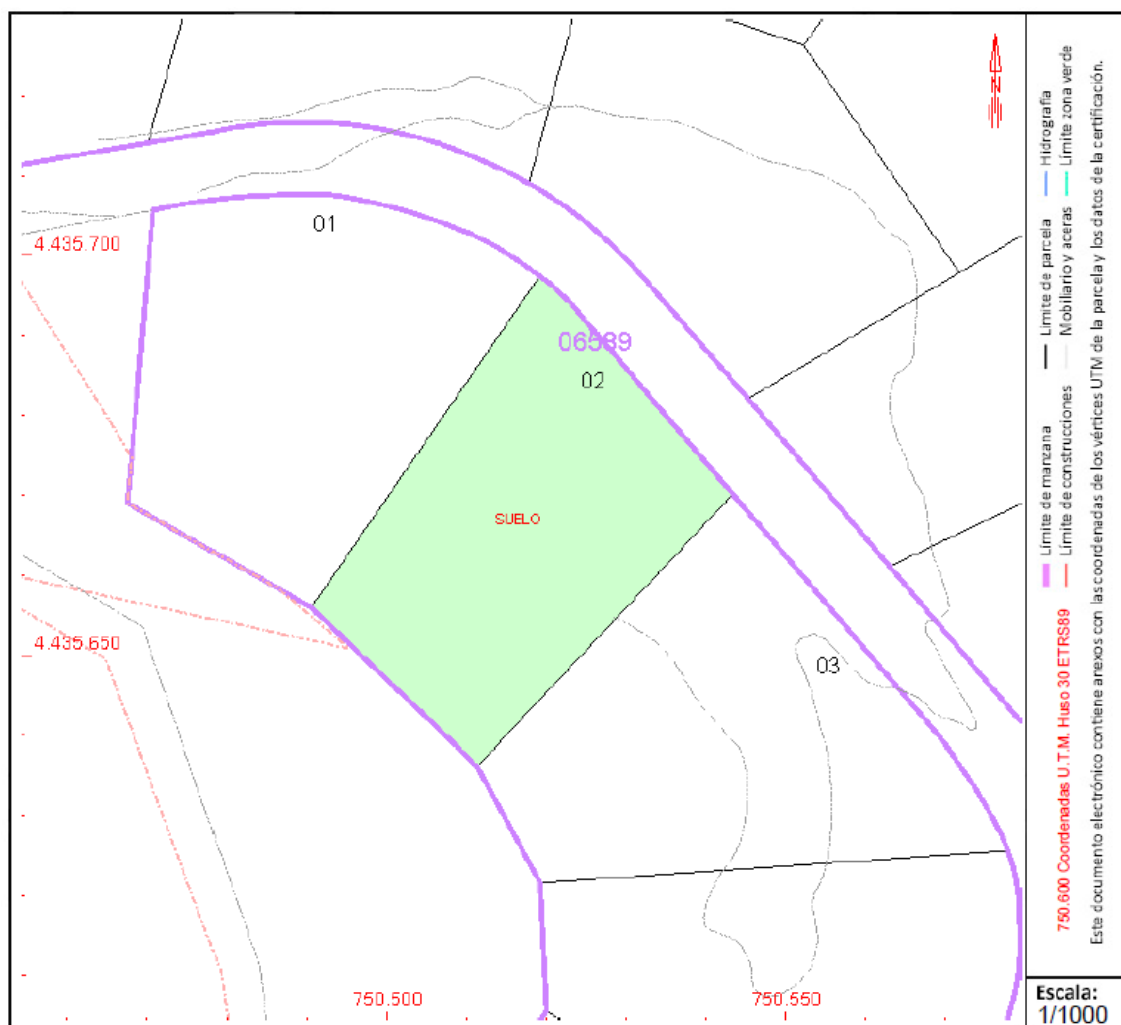 N
01
4.435.700
06589
02
SUELO
4.435.650
03
750.500
750.550
Límite de manzana
Límite de construcciones
Límite de parcela
Mobiliario y aceras
Hidrografía
Límite zona verde
750.600 Coordenadas U.T.M. Huso 30 ETRS89
Este documento electrónico contiene anexos con las coordenadas de los vértices UTM de la parcela y los datos de la certificación.
Escala:
1/1000